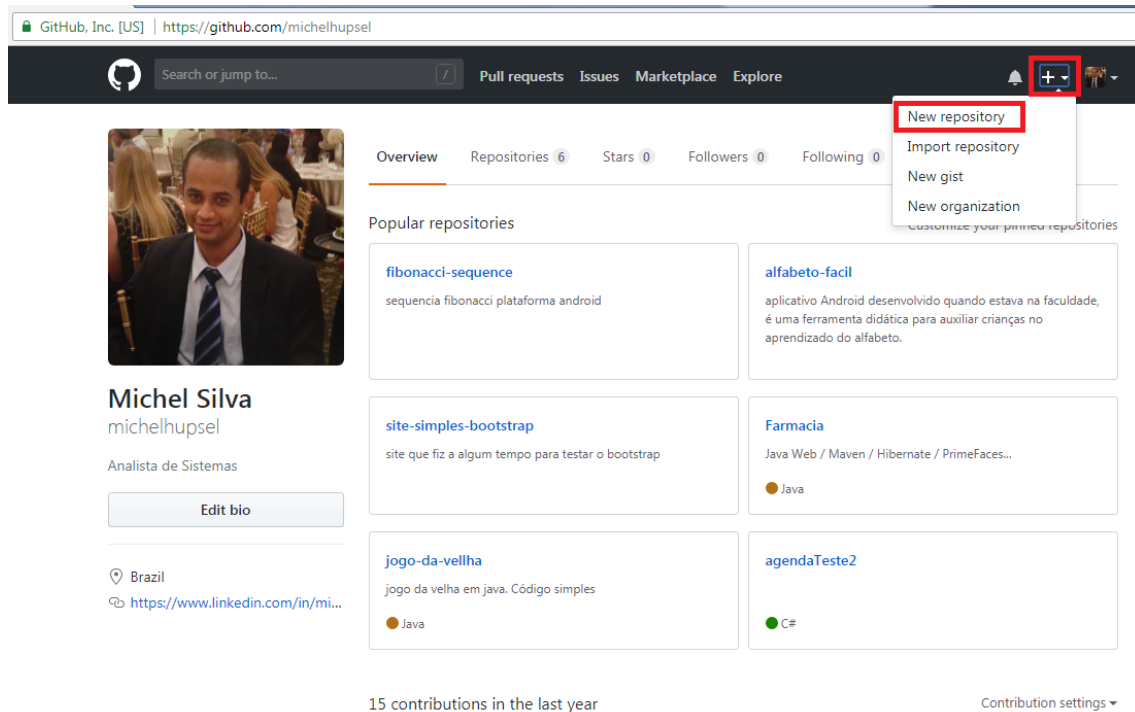 GitHub, Inc. [US] | https://github.com/michelhupsel
Search or jump to... / Pull requests Issues Marketplace Explore
New repository
Import repository
New gist
New organization
Overview Repositories 6 Stars 0 Followers 0 Following 0
Popular repositories
Customize your pinned repositories
fibonacci-sequence
sequencia fibonacci plataforma android
alfabeto-facil
aplicativo Android desenvolvido quando estava na faculdade,
é uma ferramenta didática para auxiliar crianças no
aprendizado do alfabeto.
Michel Silva
michelhupsel
Analista de Sistemas
Edit bio
Brazil
https://www.linkedin.com/in/mi...
site-simples-bootstrap
site que fiz a algum tempo para testar o bootstrap
Farmacia
Java Web / Maven / Hibernate / PrimeFaces...
Java
jogo-da-vellha
jogo da velha em java. Código simples
Java
agendaTeste2
C#
15 contributions in the last year
Contribution settings